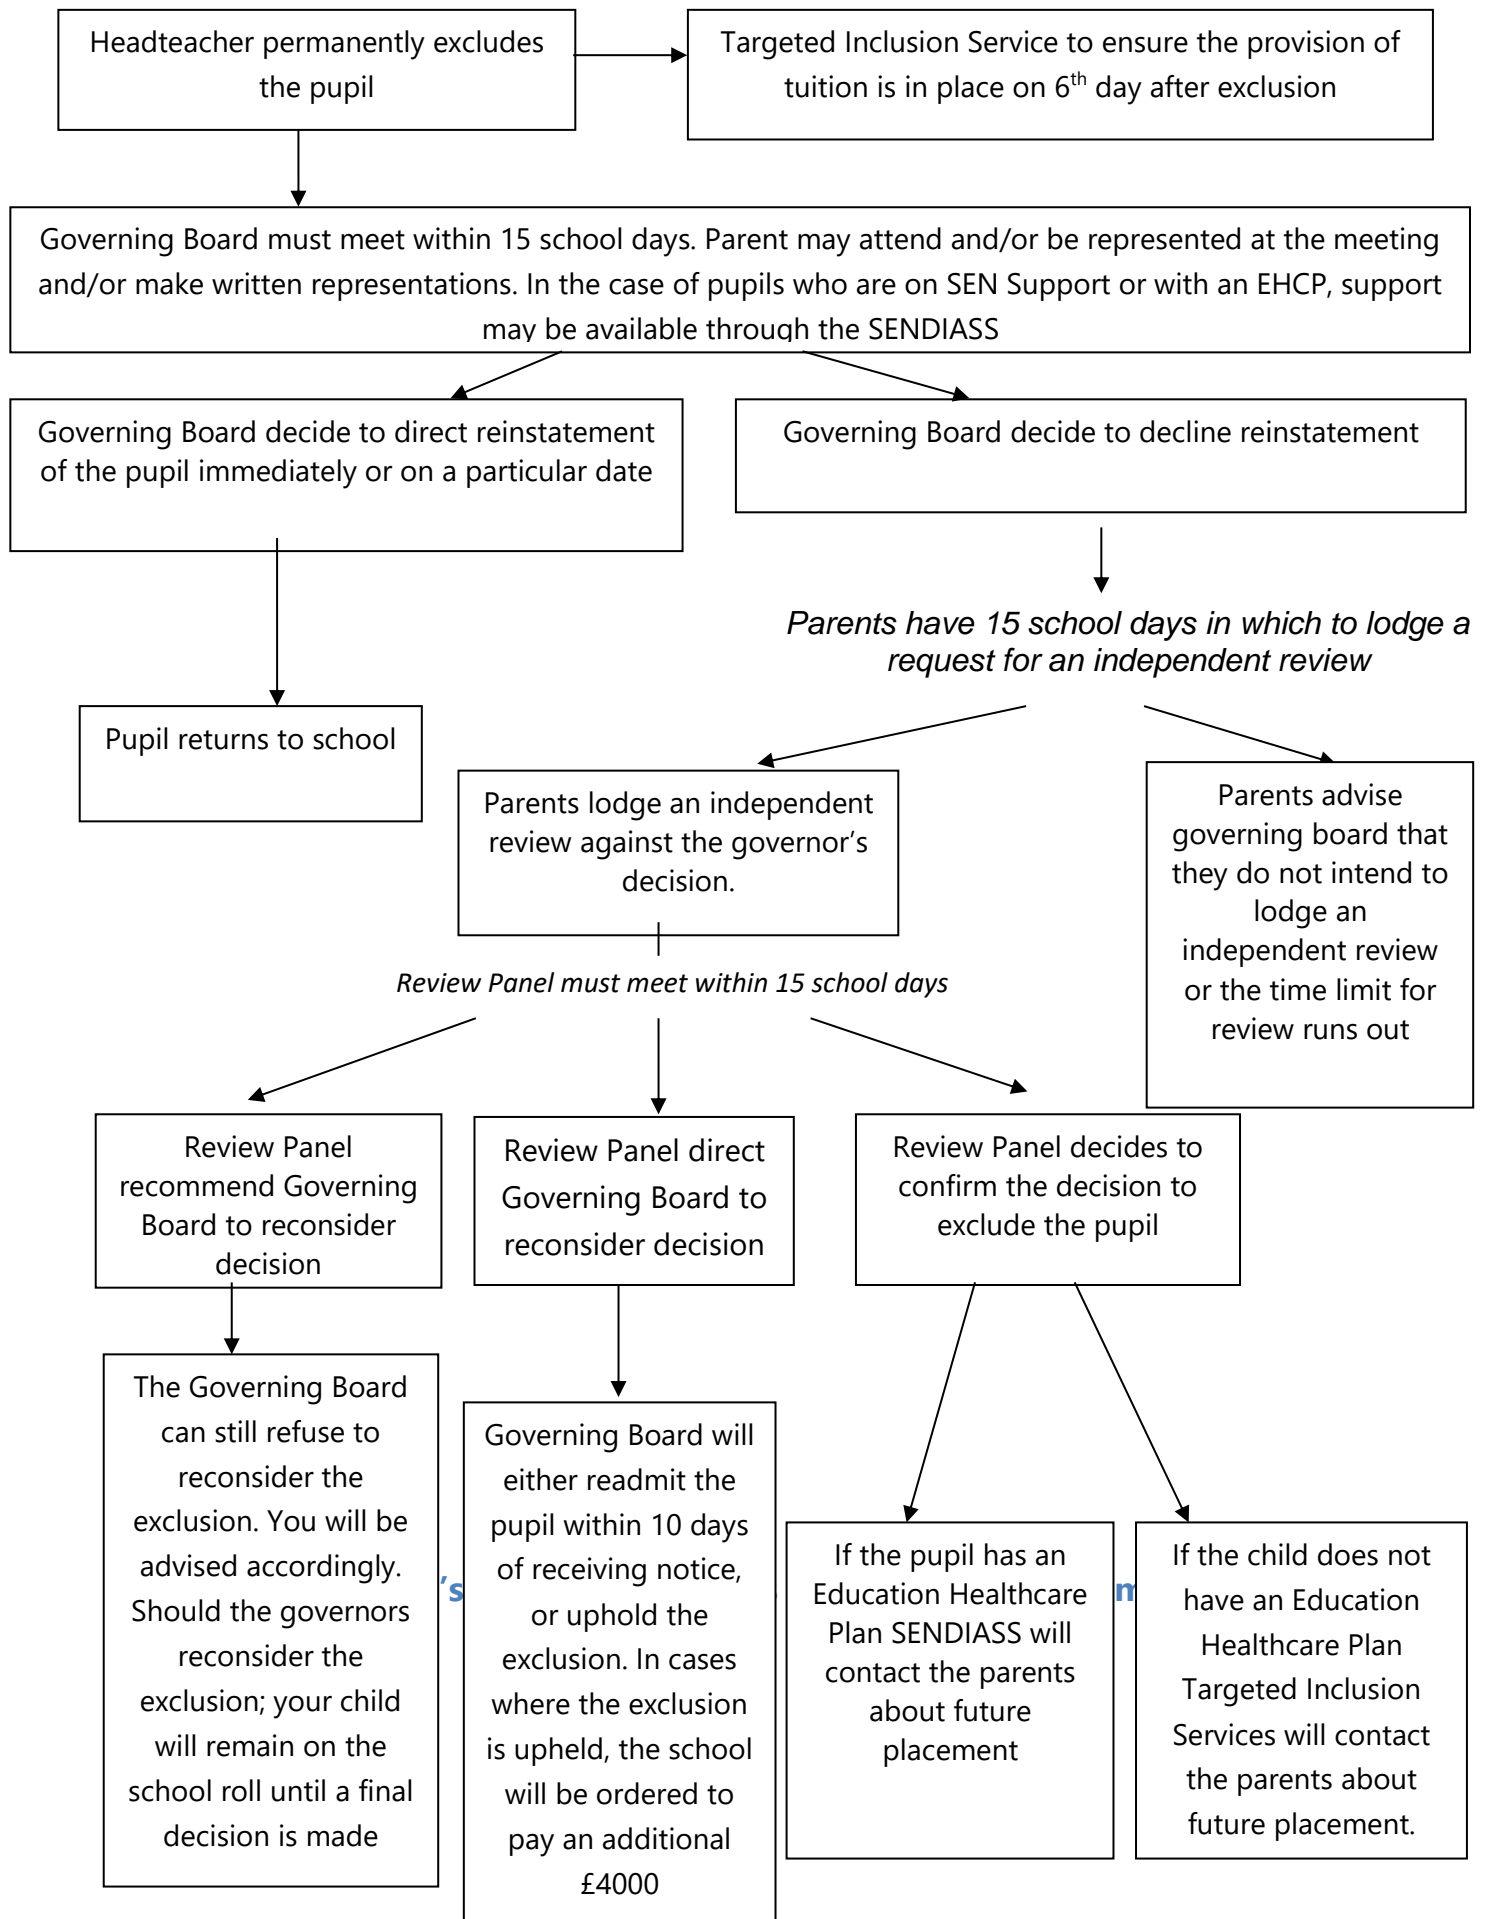 Headteacher permanently excludes
the pupil
Targeted Inclusion Service to ensure the provision of
tuition is in place on 6th day after exclusion
Governing Board must meet within 15 school days. Parent may attend and/or be represented at the meeting
and/or make written representations. In the case of pupils who are on SEN Support or with an EHCP, support
may be available through the SENDIASS
Governing Board decide to direct reinstatement
of the pupil immediately or on a particular date
Governing Board decide to decline reinstatement
Parents have 15 school days in which to lodge a
request for an independent review
Pupil returns to school
Parents lodge an independent
review against the governor’s
decision.
Parents advise
governing board that
they do not intend to
lodge an
independent review
or the time limit for
review runs out
Review Panel must meet within 15 school days
Review Panel
recommend Governing
Board to reconsider
decision
Review Panel direct
Governing Board to
reconsider decision
Review Panel decides to
confirm the decision to
exclude the pupil
The Governing Board
can still refuse to
reconsider the
exclusion. You will be
advised accordingly.
Should the governors
reconsider the
exclusion; your child
will remain on the
school roll until a final
decision is made
Governing Board will
either readmit the
pupil within 10 days
of receiving notice,
or uphold the
exclusion. In cases
where the exclusion
is upheld, the school
will be ordered to
pay an additional
£4000
If the pupil has an
Education Healthcare
Plan SENDIASS will
contact the parents
about future
placement
If the child does not
have an Education
Healthcare Plan
Targeted Inclusion
Services will contact
the parents about
future placement.